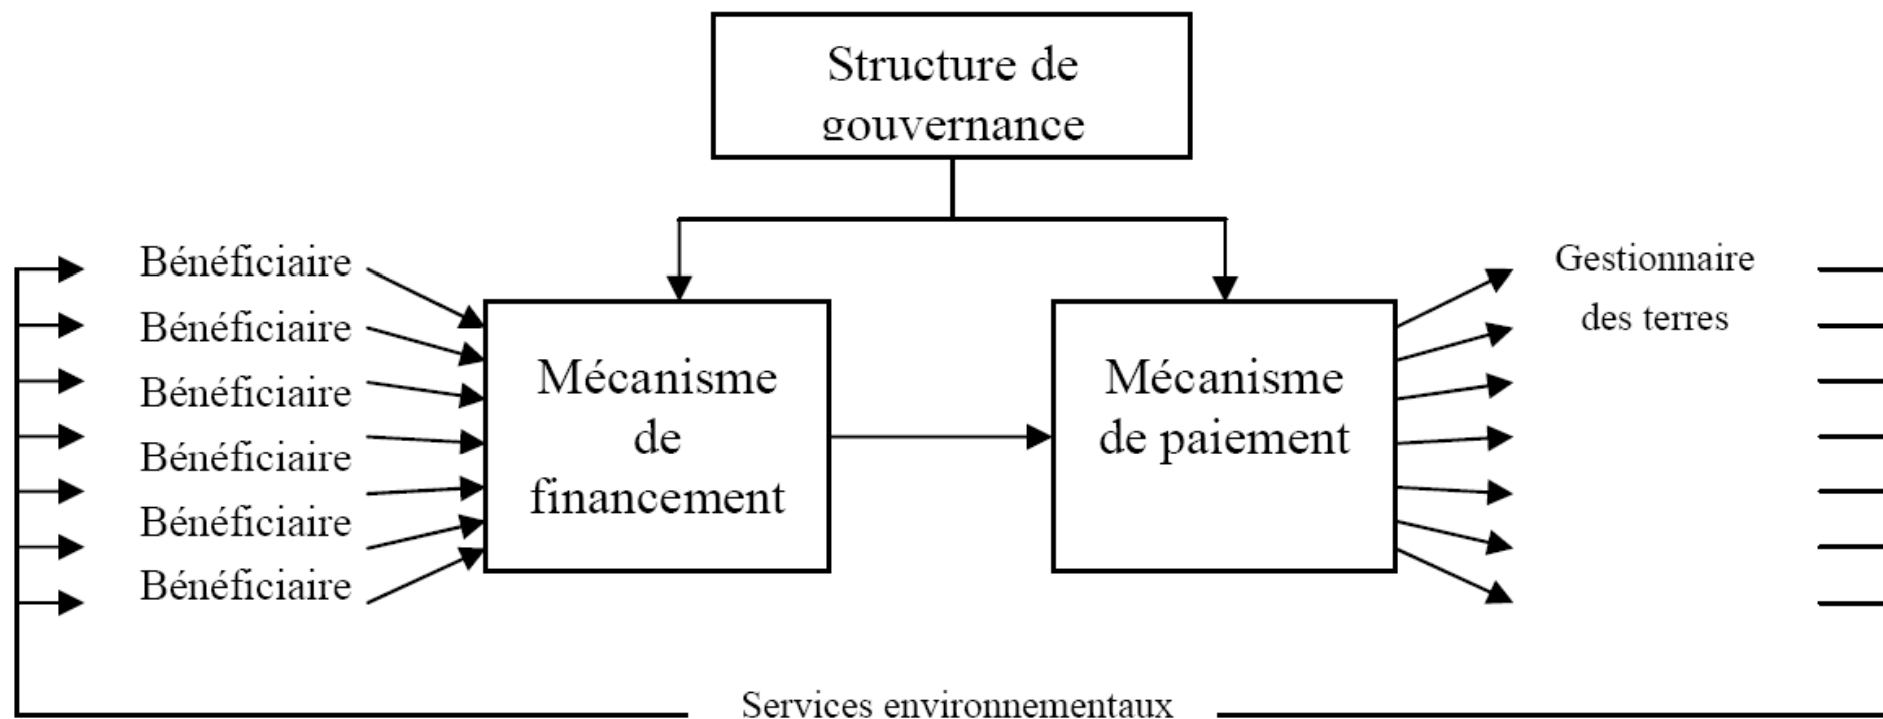 Structure de
gouvernance
Bénéficiaire
Bénéficiaire
Bénéficiaire
Bénéficiaire
Bénéficiaire
Bénéficiaire
Mécanisme
de
financement
Mécanisme
de paiement
Gestionnaire
des terres
Services environnementaux